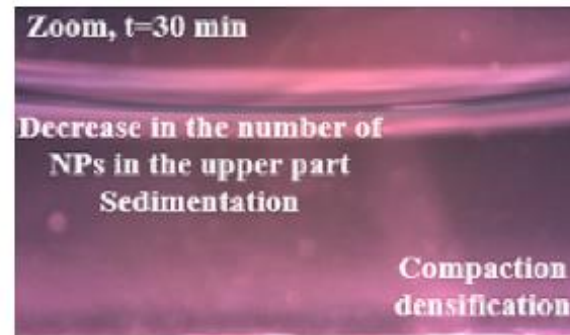 Zoom, t=30 min
Decrease in the number of
NPs in the upper part
Sedimentation
Compaction
densification